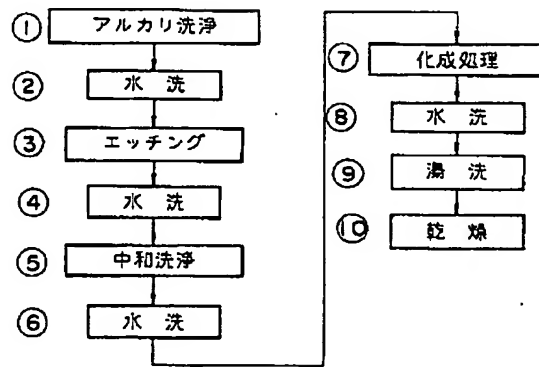 ① アルカリ洗浄
② 水洗
③ エッチング
④ 水洗
⑤ 中和洗浄
⑥ 水洗
⑦ 化成処理
⑧ 水洗
⑨ 湯洗
⑩ 乾燥